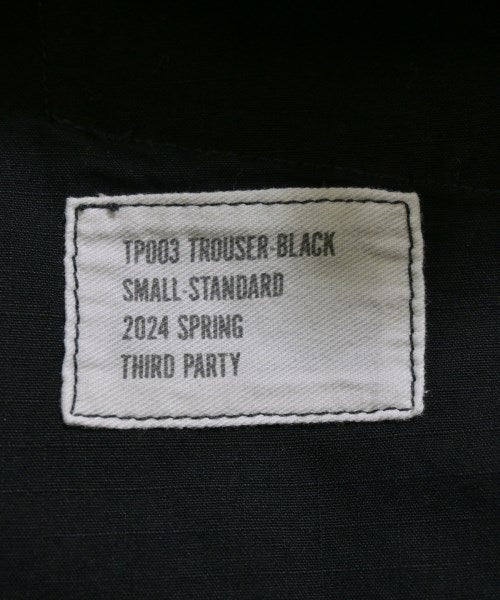 TP003 TROUSER-BLACK
SMALL-STANDARD
2024 SPRING
THIRD PARTY